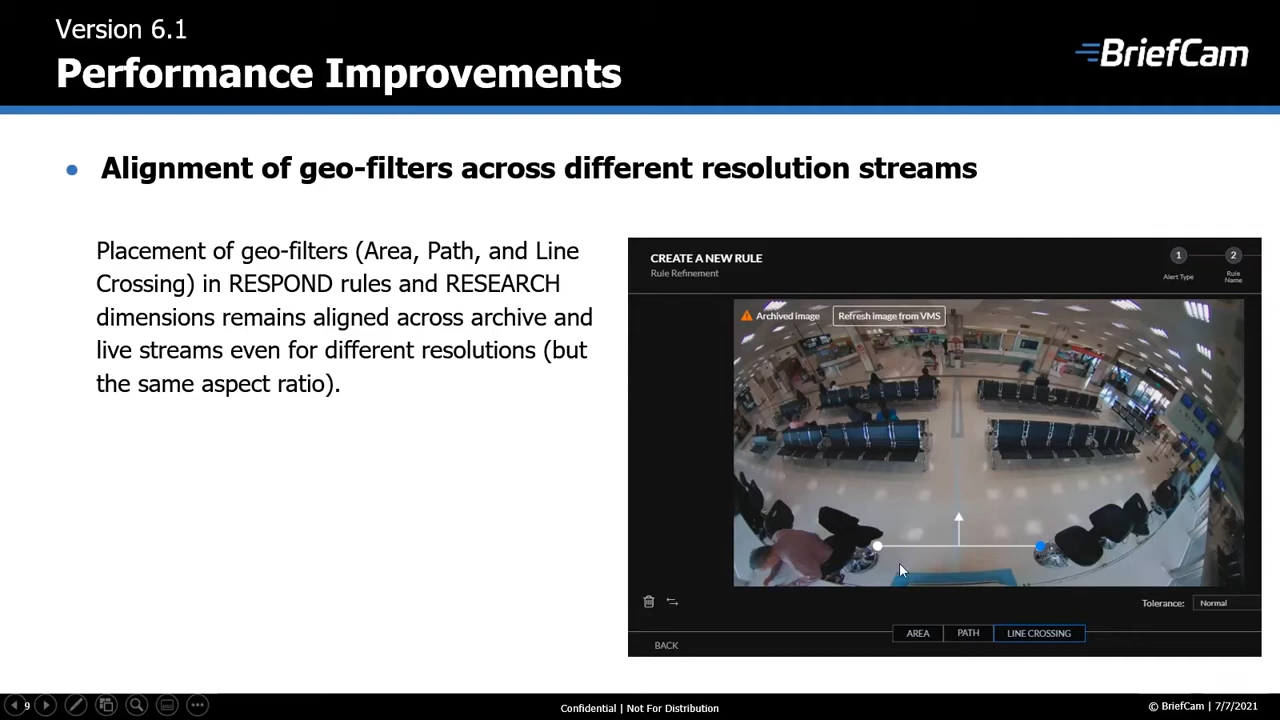 Version 6.1
Performance Improvements
BriefCam
Alignment of geo-filters across different resolution streams
Placement of geo-filters (Area, Path, and Line
Crossing) in RESPOND rules and RESEARCH
dimensions remains aligned across archive and
live streams even for different resolutions (but
the same aspect ratio).
CREATE A NEW RULE
Rule Refinement
1
2
Alert Type
Rule
Name
Archived image
Refresh image from VMS
Tolerance:
Normal
AREA
PATH
LINE CROSSING
BACK
9
Confidential | Not For Distribution
© BriefCam | 7/7/2021